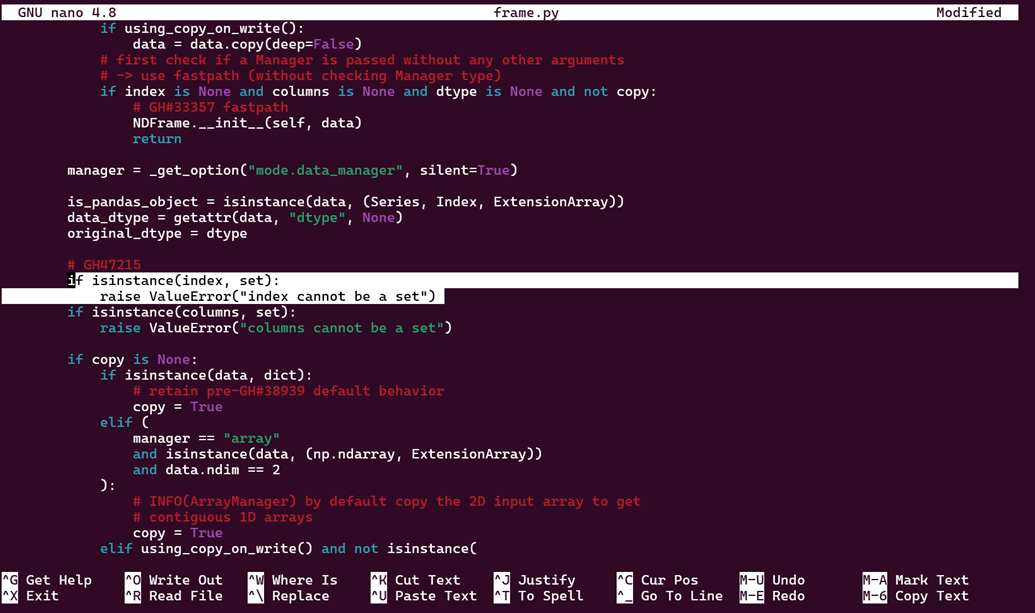 GNU nano 4.8 frame.py Modified
            if using_copy_on_write():
                data = data.copy(deep=False)
            # first check if a Manager is passed without any other arguments
            # -> use fastpath (without checking Manager type)
            if index is None and columns is None and dtype is None and not copy:
                # GH#33357 fastpath
                NDFrame.__init__(self, data)
                return

        manager = _get_option("mode.data_manager", silent=True)

        is_pandas_object = isinstance(data, (Series, Index, ExtensionArray))
        data_dtype = getattr(data, "dtype", None)
        original_dtype = dtype

        # GH47215
        if isinstance(index, set):
            raise ValueError("index cannot be a set")
        if isinstance(columns, set):
            raise ValueError("columns cannot be a set")

        if copy is None:
            if isinstance(data, dict):
                # retain pre-GH#38939 default behavior
                copy = True
            elif (
                manager == "array"
                and isinstance(data, (np.ndarray, ExtensionArray))
                and data.ndim == 2
            ):
                # INFO(ArrayManager) by default copy the 2D input array to get
                # contiguous 1D arrays
                copy = True
            elif using_copy_on_write() and not isinstance(

^G Get Help ^O Write Out ^W Where Is ^K Cut Text ^J Justify ^C Cur Pos M-U Undo M-A Mark Text
^X Exit ^R Read File ^\ Replace ^U Paste Text ^T To Spell ^_ Go To Line M-E Redo M-6 Copy Text